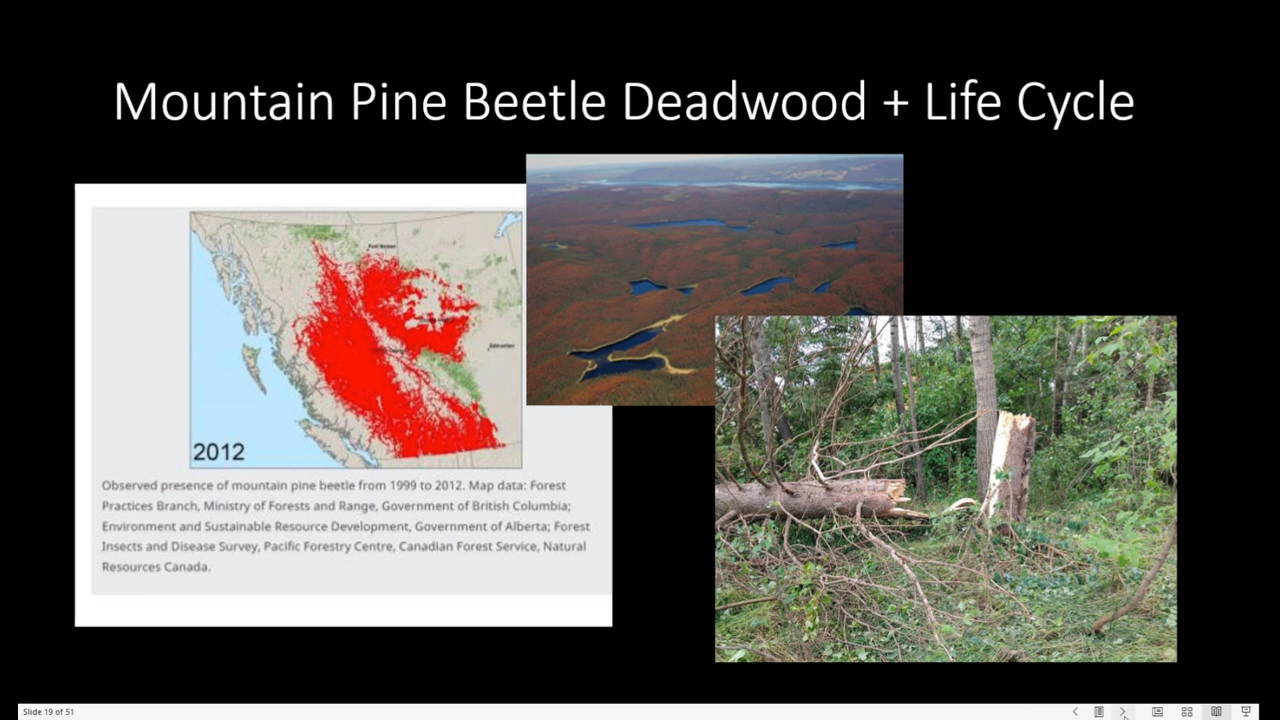 Mountain Pine Beetle Deadwood + Life Cycle
Edmonton
2012
Observed presence of mountain pine beetle from 1999 to 2012. Map data: Forest
Practices Branch, Ministry of Forests and Range, Government of British Columbia;
Environment and Sustainable Resource Development, Government of Alberta; Forest
Insects and Disease Survey, Pacific Forestry Centre, Canadian Forest Service, Natural
Resources Canada.
Slide 19 of 51